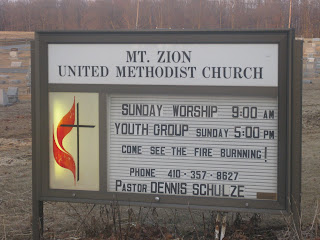 MT. ZION
UNITED METHODIST CHURCH
SUNDAY WORSHIP 9:00 AM
YOUTH GROUP SUNDAY 5:00 PM
COME SEE THE FIRE BURNNING!
PHONE 410-357-8627
PASTOR DENNIS SCHULZE